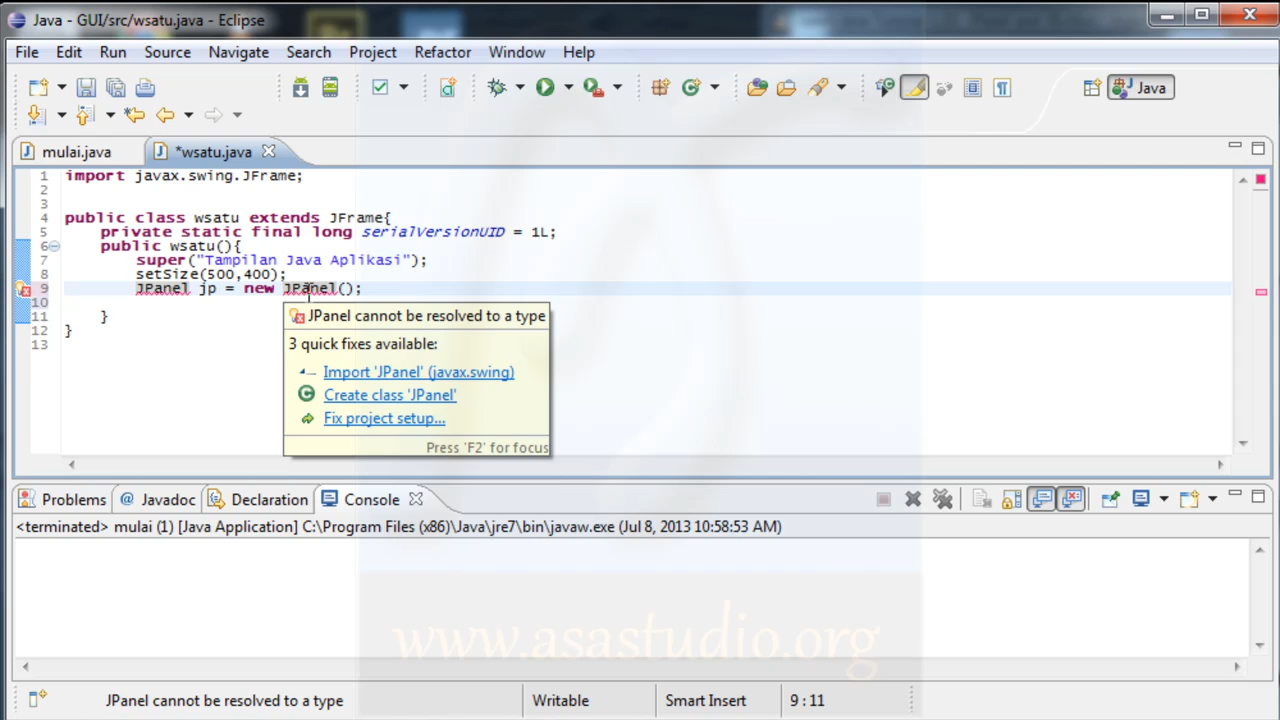 Java - GUI/src/wsatu.java - Eclipse
File Edit Run Source Navigate Search Project Refactor Window Help
Java
mulai.java *wsatu.java
1 import javax.swing.JFrame;
2
3
4 public class wsatu extends JFrame{
5 private static final long serialVersionUID = 1L;
6 public wsatu(){
7 super("Tampilan Java Aplikasi");
8 setSize(500,400);
9 JPanel jp = new JPanel();
10
11 }
12 }
13
JPanel cannot be resolved to a type
3 quick fixes available:
Import 'JPanel' (javax.swing)
Create class 'JPanel'
Fix project setup...
Press 'F2' for focus
Problems @ Javadoc Declaration Console
<terminated> mulai (1) [Java Application] C:\Program Files (x86)\Java\jre7\bin\javaw.exe (Jul 8, 2013 10:58:53 AM)
www.asastudio.org
JPanel cannot be resolved to a type Writable Smart Insert 9 : 11